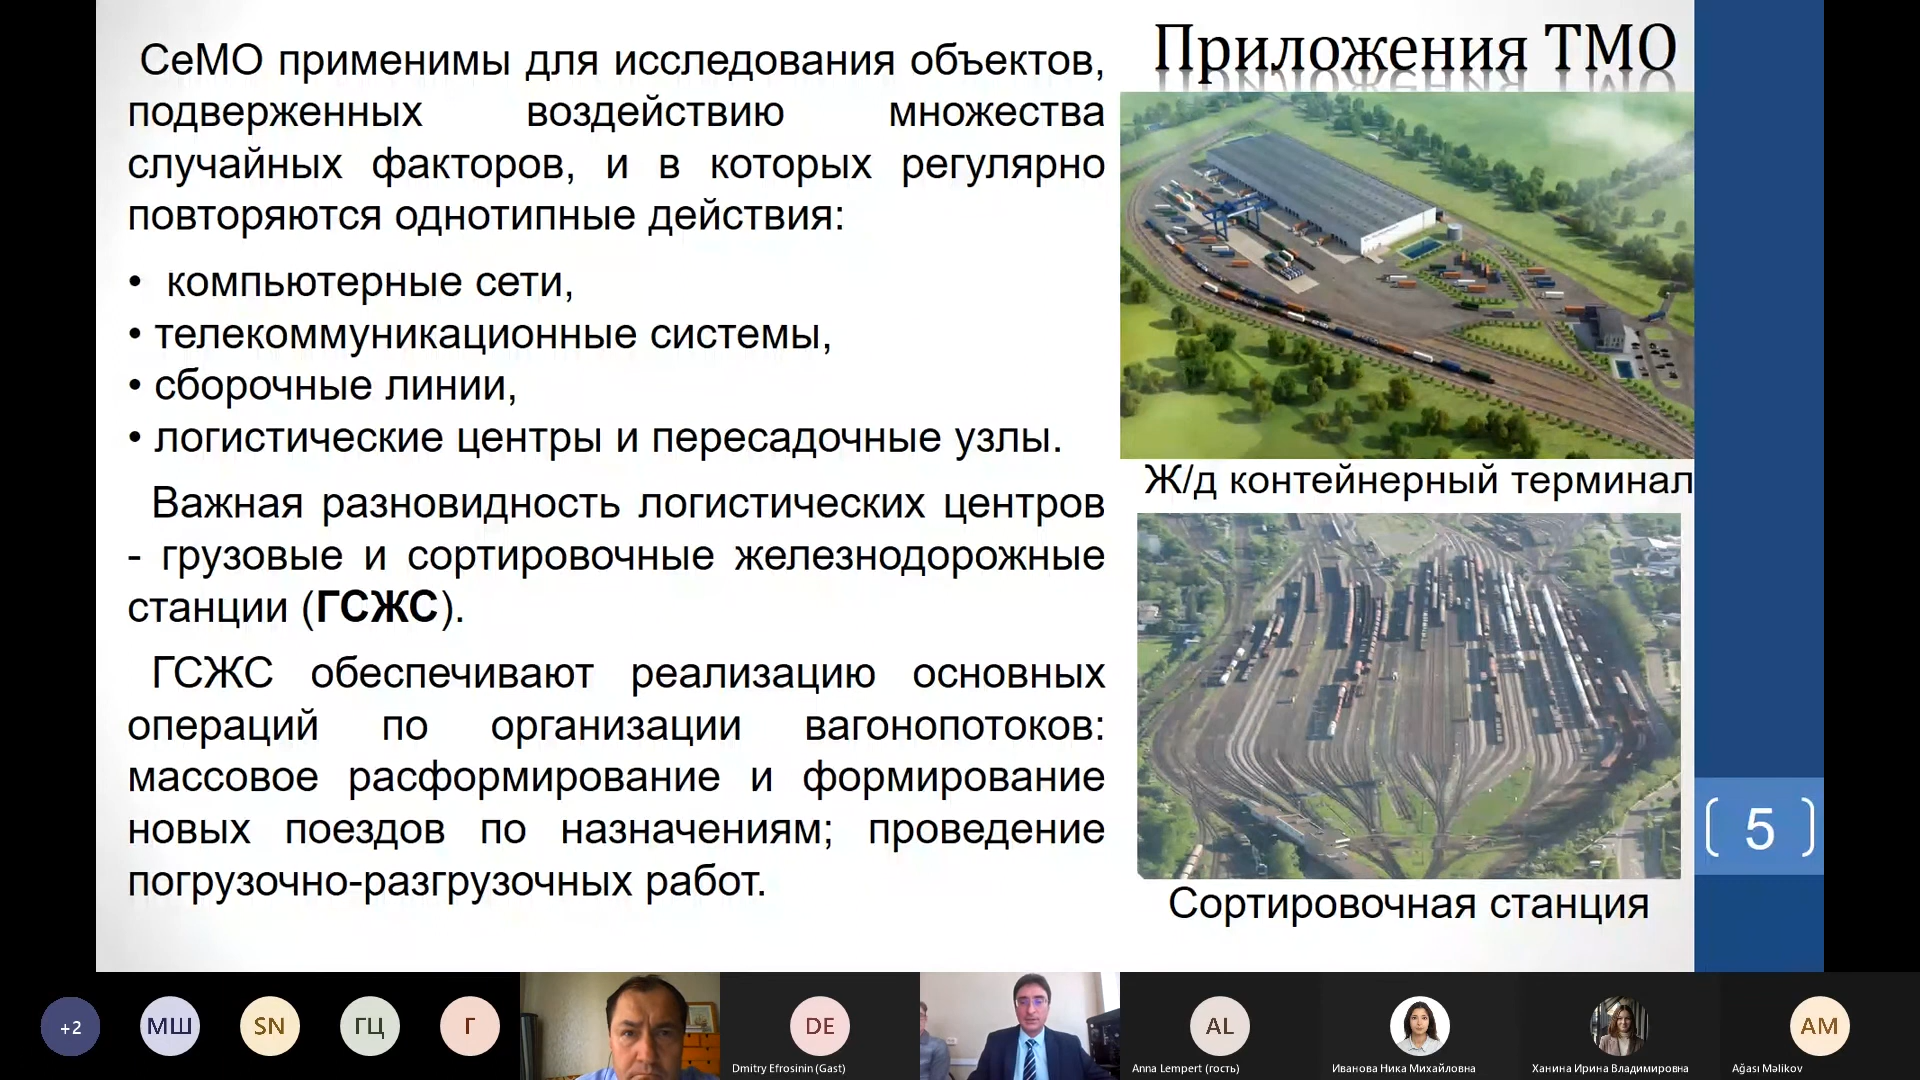 Приложения ТМО
СеМО применимы для исследования объектов,
подверженных воздействию множества
случайных факторов, и в которых регулярно
повторяются однотипные действия:
• компьютерные сети,
• телекоммуникационные системы,
• сборочные линии,
• логистические центры и пересадочные узлы.
Важная разновидность логистических центров
- грузовые и сортировочные железнодорожные
станции (ГСЖС).
ГСЖС обеспечивают реализацию основных
операций по организации вагонопотоков:
массовое расформирование и формирование
новых поездов по назначениям; проведение
погрузочно-разгрузочных работ.
Ж/д контейнерный терминал
Сортировочная станция
5
+2
МШ
SN
ГЦ
Г
DE
Dmitry Efrosinin (Gast)
AL
Anna Lempert (гость)
Иванова Ника Михайловна
Ханина Ирина Владимировна
AM
Ağası Məlikov